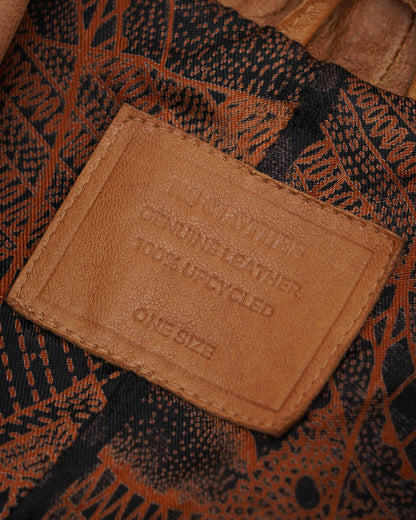 GENUINE LEATHER
100% UPCYCLED
ONE SIZE